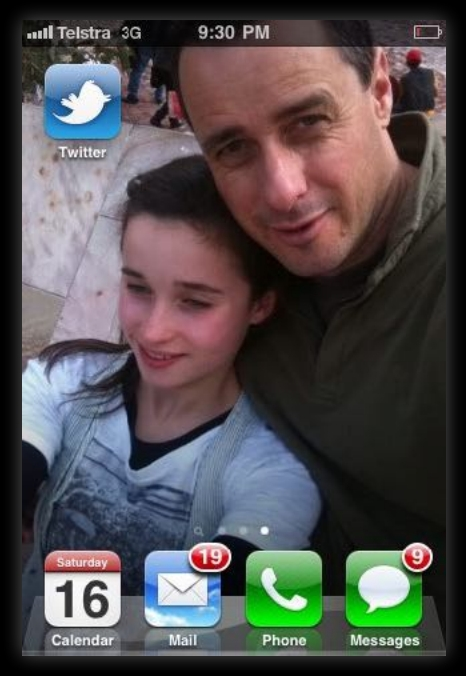 Telstra 3G 9:30 PM
Twitter
19 9
Saturday
16
Calendar Mail Phone Messages